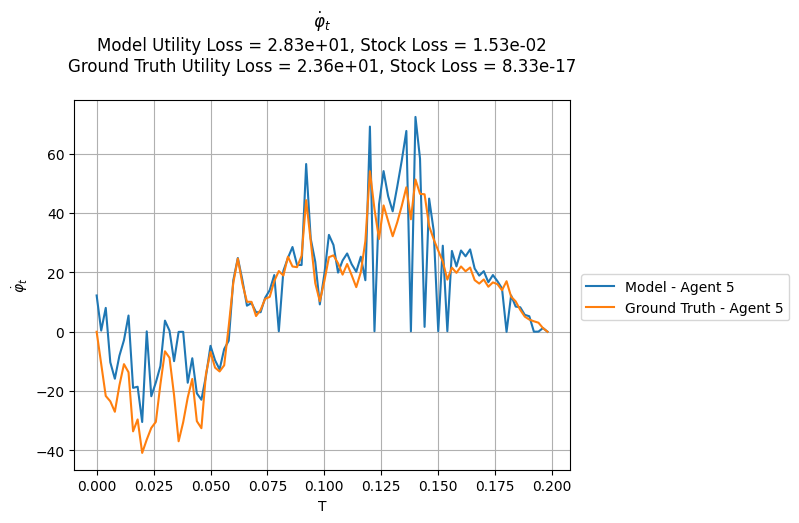 φ̇ₜ
Model Utility Loss = 2.83e+01, Stock Loss = 1.53e-02
Ground Truth Utility Loss = 2.36e+01, Stock Loss = 8.33e-17
φ̇ₜ
60
40
20
0
−20
−40
0.000 0.025 0.050 0.075 0.100 0.125 0.150 0.175 0.200
T
Model - Agent 5
Ground Truth - Agent 5